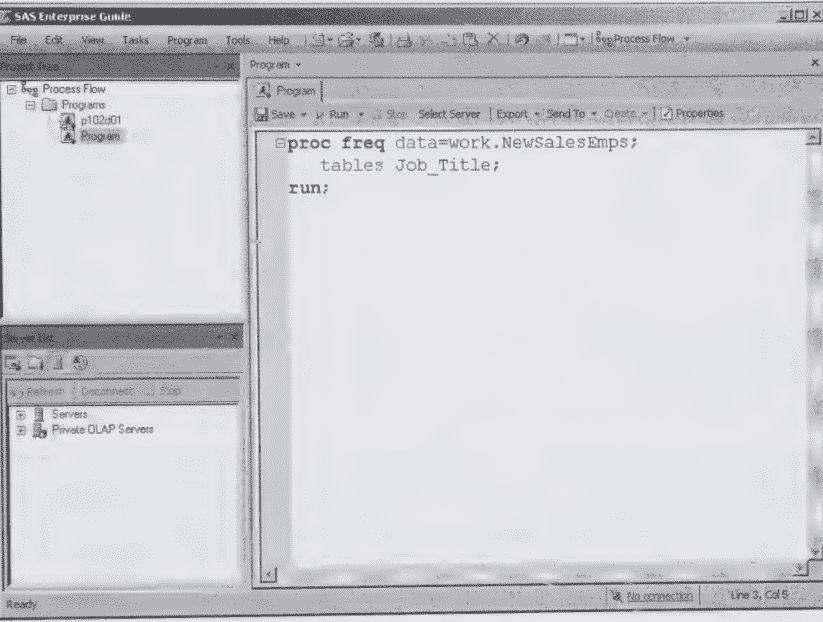 SAS Enterprise Guide
File Edit View Tasks Program Tools Help Process Flow
Project Tree
Program
Process Flow
Programs
p102d01
Program
Program
Save Run Stop Select Server Export Send To Create Properties
proc freq data=work.NewSalesEmps;
tables Job_Title;
run;
Server List
Refresh Disconnect Stop
Servers
Private OLAP Servers
Ready
No connection
Line 3, Col 5